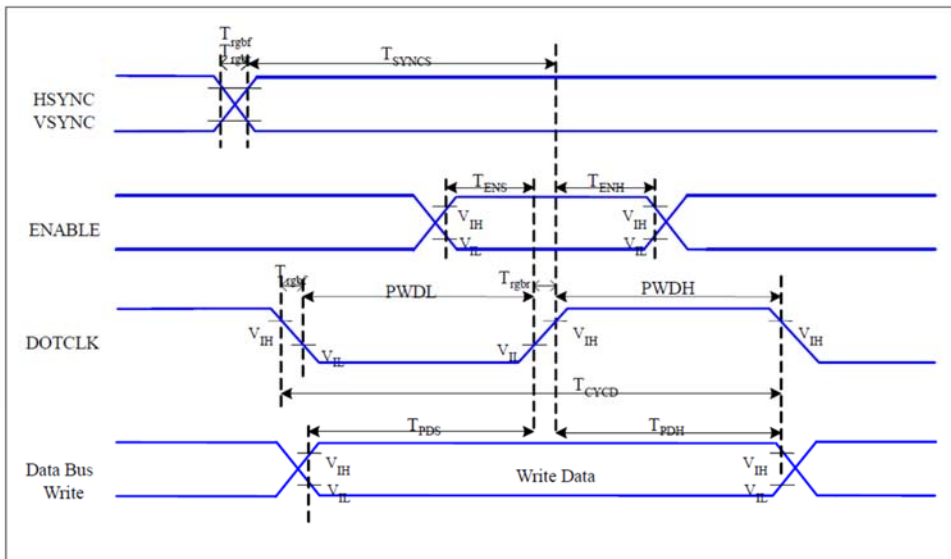 Trgbf
Trgbr
TSYNCS
HSYNC
VSYNC
TENS
TENH
VIH
VIH
ENABLE
VIL
VIL
Trgbf
PWDL
Trgbr
PWDH
VIH
VIH
VIH
DOTCLK
VIL
VIL
TCYCD
TPDS
TPDH
VIH
VIH
Data Bus
Write
Write Data
VIL
VIL